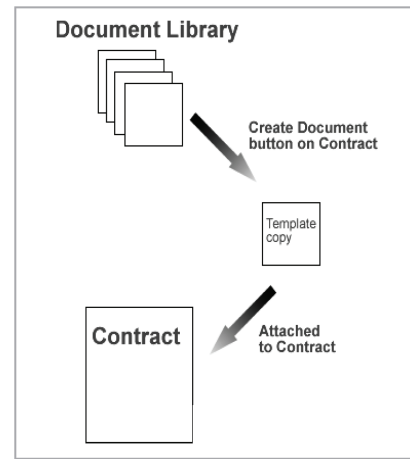 Document Library
Create Document
button on Contract
Template
copy
Contract
Attached
to Contract